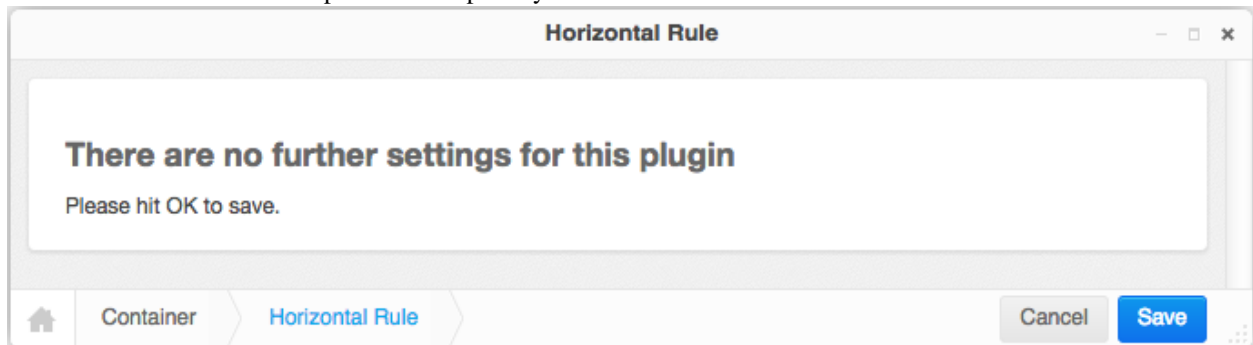 Horizontal Rule
There are no further settings for this plugin
Please hit OK to save.
Container Horizontal Rule Cancel Save